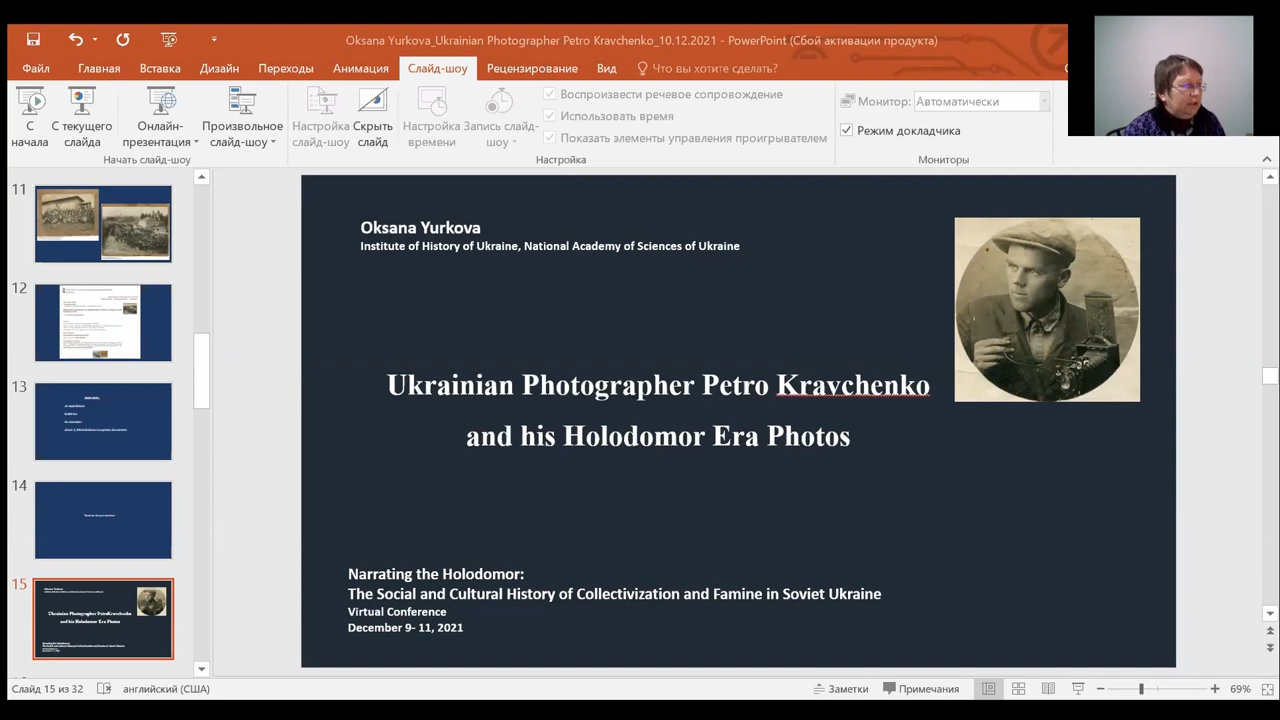 Oksana Yurkova_Ukrainian Photographer Petro Kravchenko_10.12.2021 - PowerPoint (Сбой активации продукта)
Файл Главная Вставка Дизайн Переходы Анимация Слайд-шоу Рецензирование Вид Что вы хотите сделать?
С начала
С текущего слайда
Онлайн-презентация
Произвольное слайд-шоу
Начать слайд-шоу
Настройка слайд-шоу
Скрыть слайд
Настройка времени
Запись слайд-шоу
Воспроизвести речевое сопровождение
Использовать время
Показать элементы управления проигрывателем
Настройка
Монитор: Автоматически
Режим докладчика
Мониторы
11
12
13
14
15
Oksana Yurkova
Institute of History of Ukraine, National Academy of Sciences of Ukraine
Ukrainian Photographer Petro Kravchenko
and his Holodomor Era Photos
Narrating the Holodomor:
The Social and Cultural History of Collectivization and Famine in Soviet Ukraine
Virtual Conference
December 9- 11, 2021
Слайд 15 из 32 английский (США) Заметки Примечания 69%